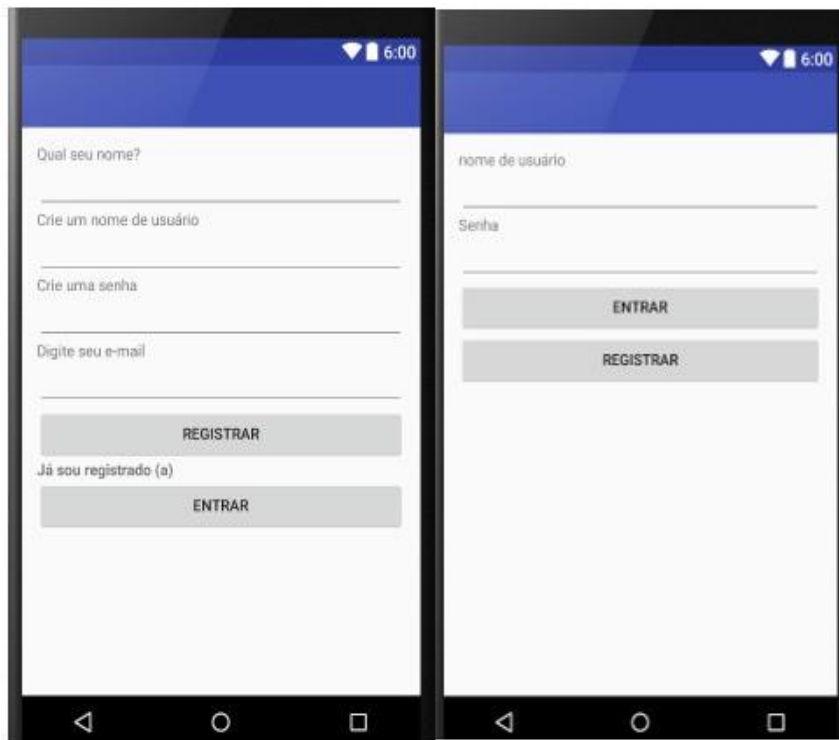 6:00
Qual seu nome?
Crie um nome de usuário
Crie uma senha
Digite seu e-mail
REGISTRAR
Já sou registrado (a)
ENTRAR
6:00
nome de usuário
Senha
ENTRAR
REGISTRAR